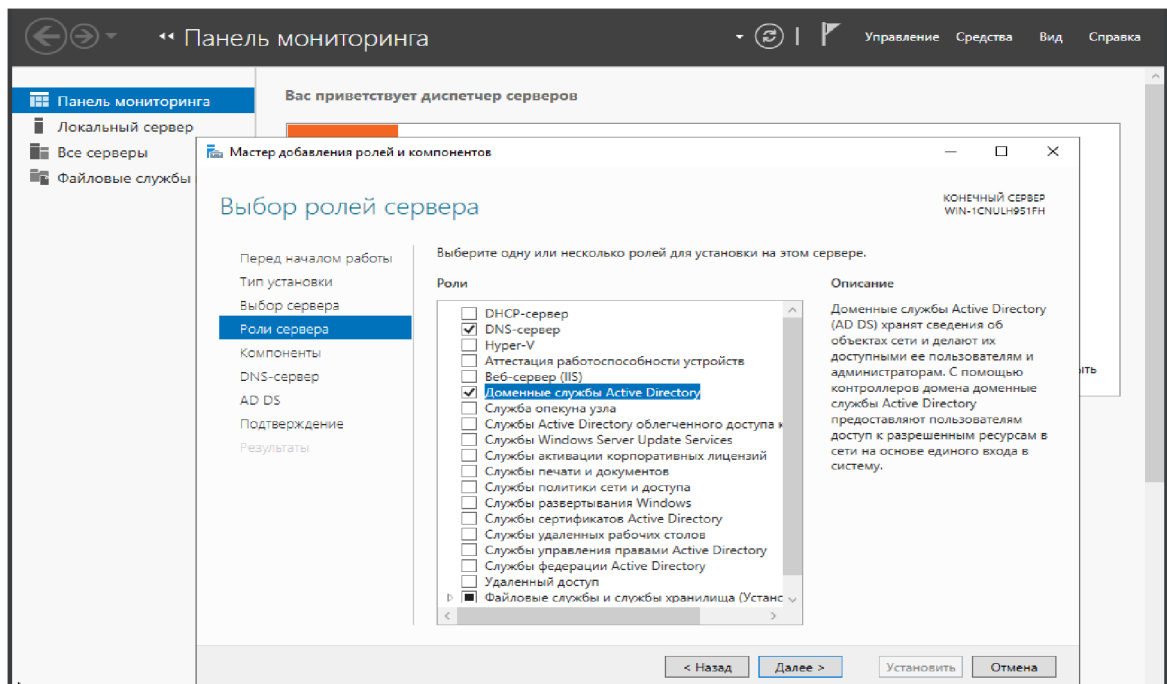 Панель мониторинга
Управление Средства Вид Справка
Панель мониторинга
Локальный сервер
Все серверы
Файловые службы
Вас приветствует диспетчер серверов
Мастер добавления ролей и компонентов
Выбор ролей сервера
КОНЕЧНЫЙ СЕРВЕР
WIN-1CNULH951FH
Перед началом работы
Тип установки
Выбор сервера
Роли сервера
Компоненты
DNS-сервер
AD DS
Подтверждение
Результаты
Выберите одну или несколько ролей для установки на этом сервере.
Роли
DHCP-сервер
DNS-сервер
Hyper-V
Аттестация работоспособности устройств
Веб-сервер (IIS)
Доменные службы Active Directory
Служба опекуна узла
Службы Active Directory облегченного доступа к
Службы Windows Server Update Services
Службы активации корпоративных лицензий
Службы печати и документов
Службы политики сети и доступа
Службы развертывания Windows
Службы сертификатов Active Directory
Службы удаленных рабочих столов
Службы управления правами Active Directory
Службы федерации Active Directory
Удаленный доступ
Файловые службы и службы хранилища (Устано
Описание
Доменные службы Active Directory
(AD DS) хранят сведения об
объектах сети и делают их
доступными ее пользователям и
администраторам. С помощью
контроллеров домена доменные
службы Active Directory
предоставляют пользователям
доступ к разрешенным ресурсам в
сети на основе единого входа в
систему.
ыть
< Назад
Далее >
Установить
Отмена